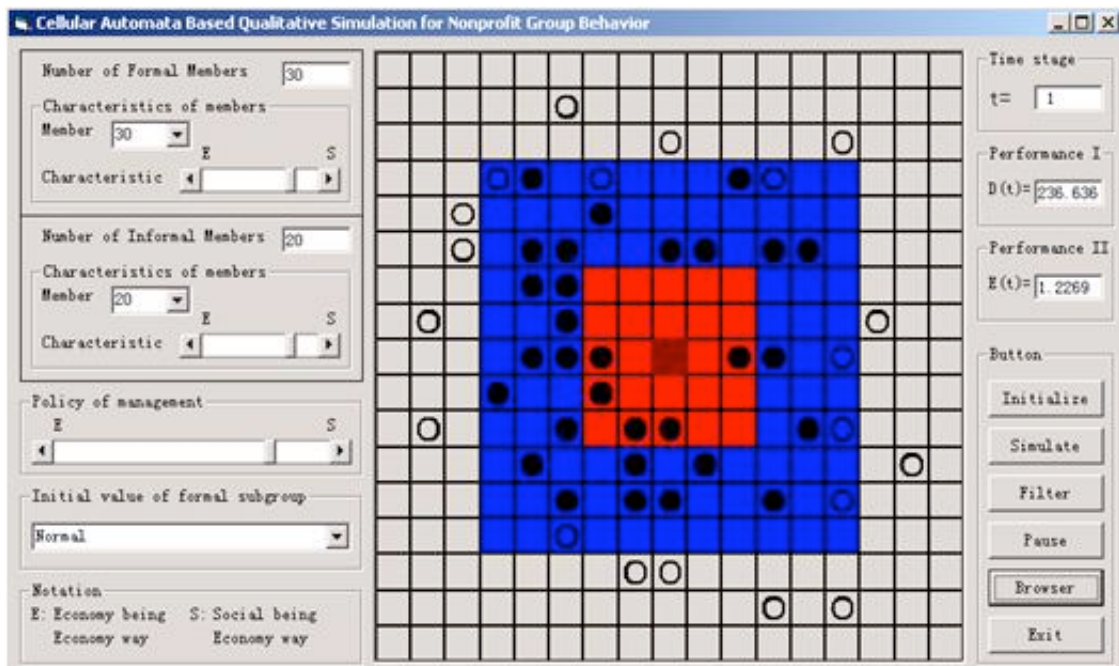 Cellular Automata Based Qualitative Simulation for Nonprofit Group Behavior
Number of Formal Members 30
Characteristics of members
Member 30
E S
Characteristic
Number of Informal Members 20
Characteristics of members
Member 20
E S
Characteristic
Policy of management
E S
Initial value of formal subgroup
Normal
Notation
E: Economy being S: Social being
Economy way Economy way
Time stage
t= 1
Performance I
D(t)= 236.636
Performance II
E(t)= 1.2269
Button
Initialize
Simulate
Filter
Pause
Browser
Exit